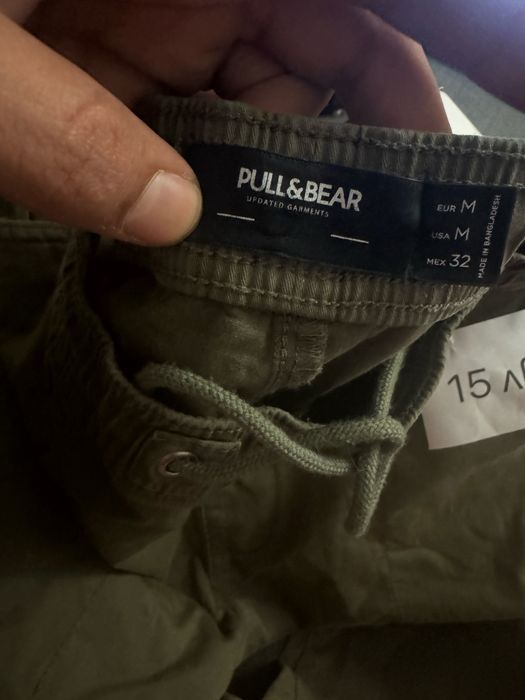 PULL&BEAR
UPDATED GARMENTS
EUR M
USA M
MEX 32
MADE IN BANGLADESH
15